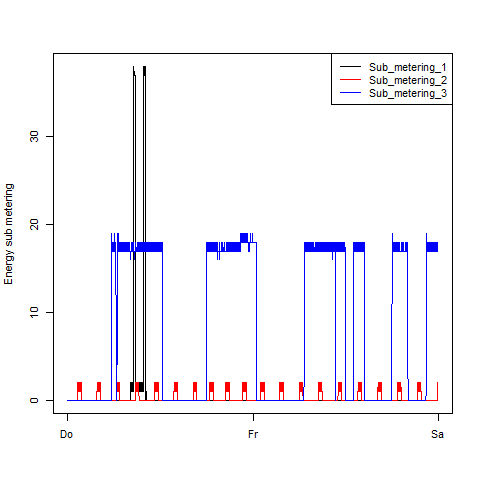 Sub_metering_1
Sub_metering_2
Sub_metering_3
Energy sub metering
30
20
10
0
Do
Fr
Sa